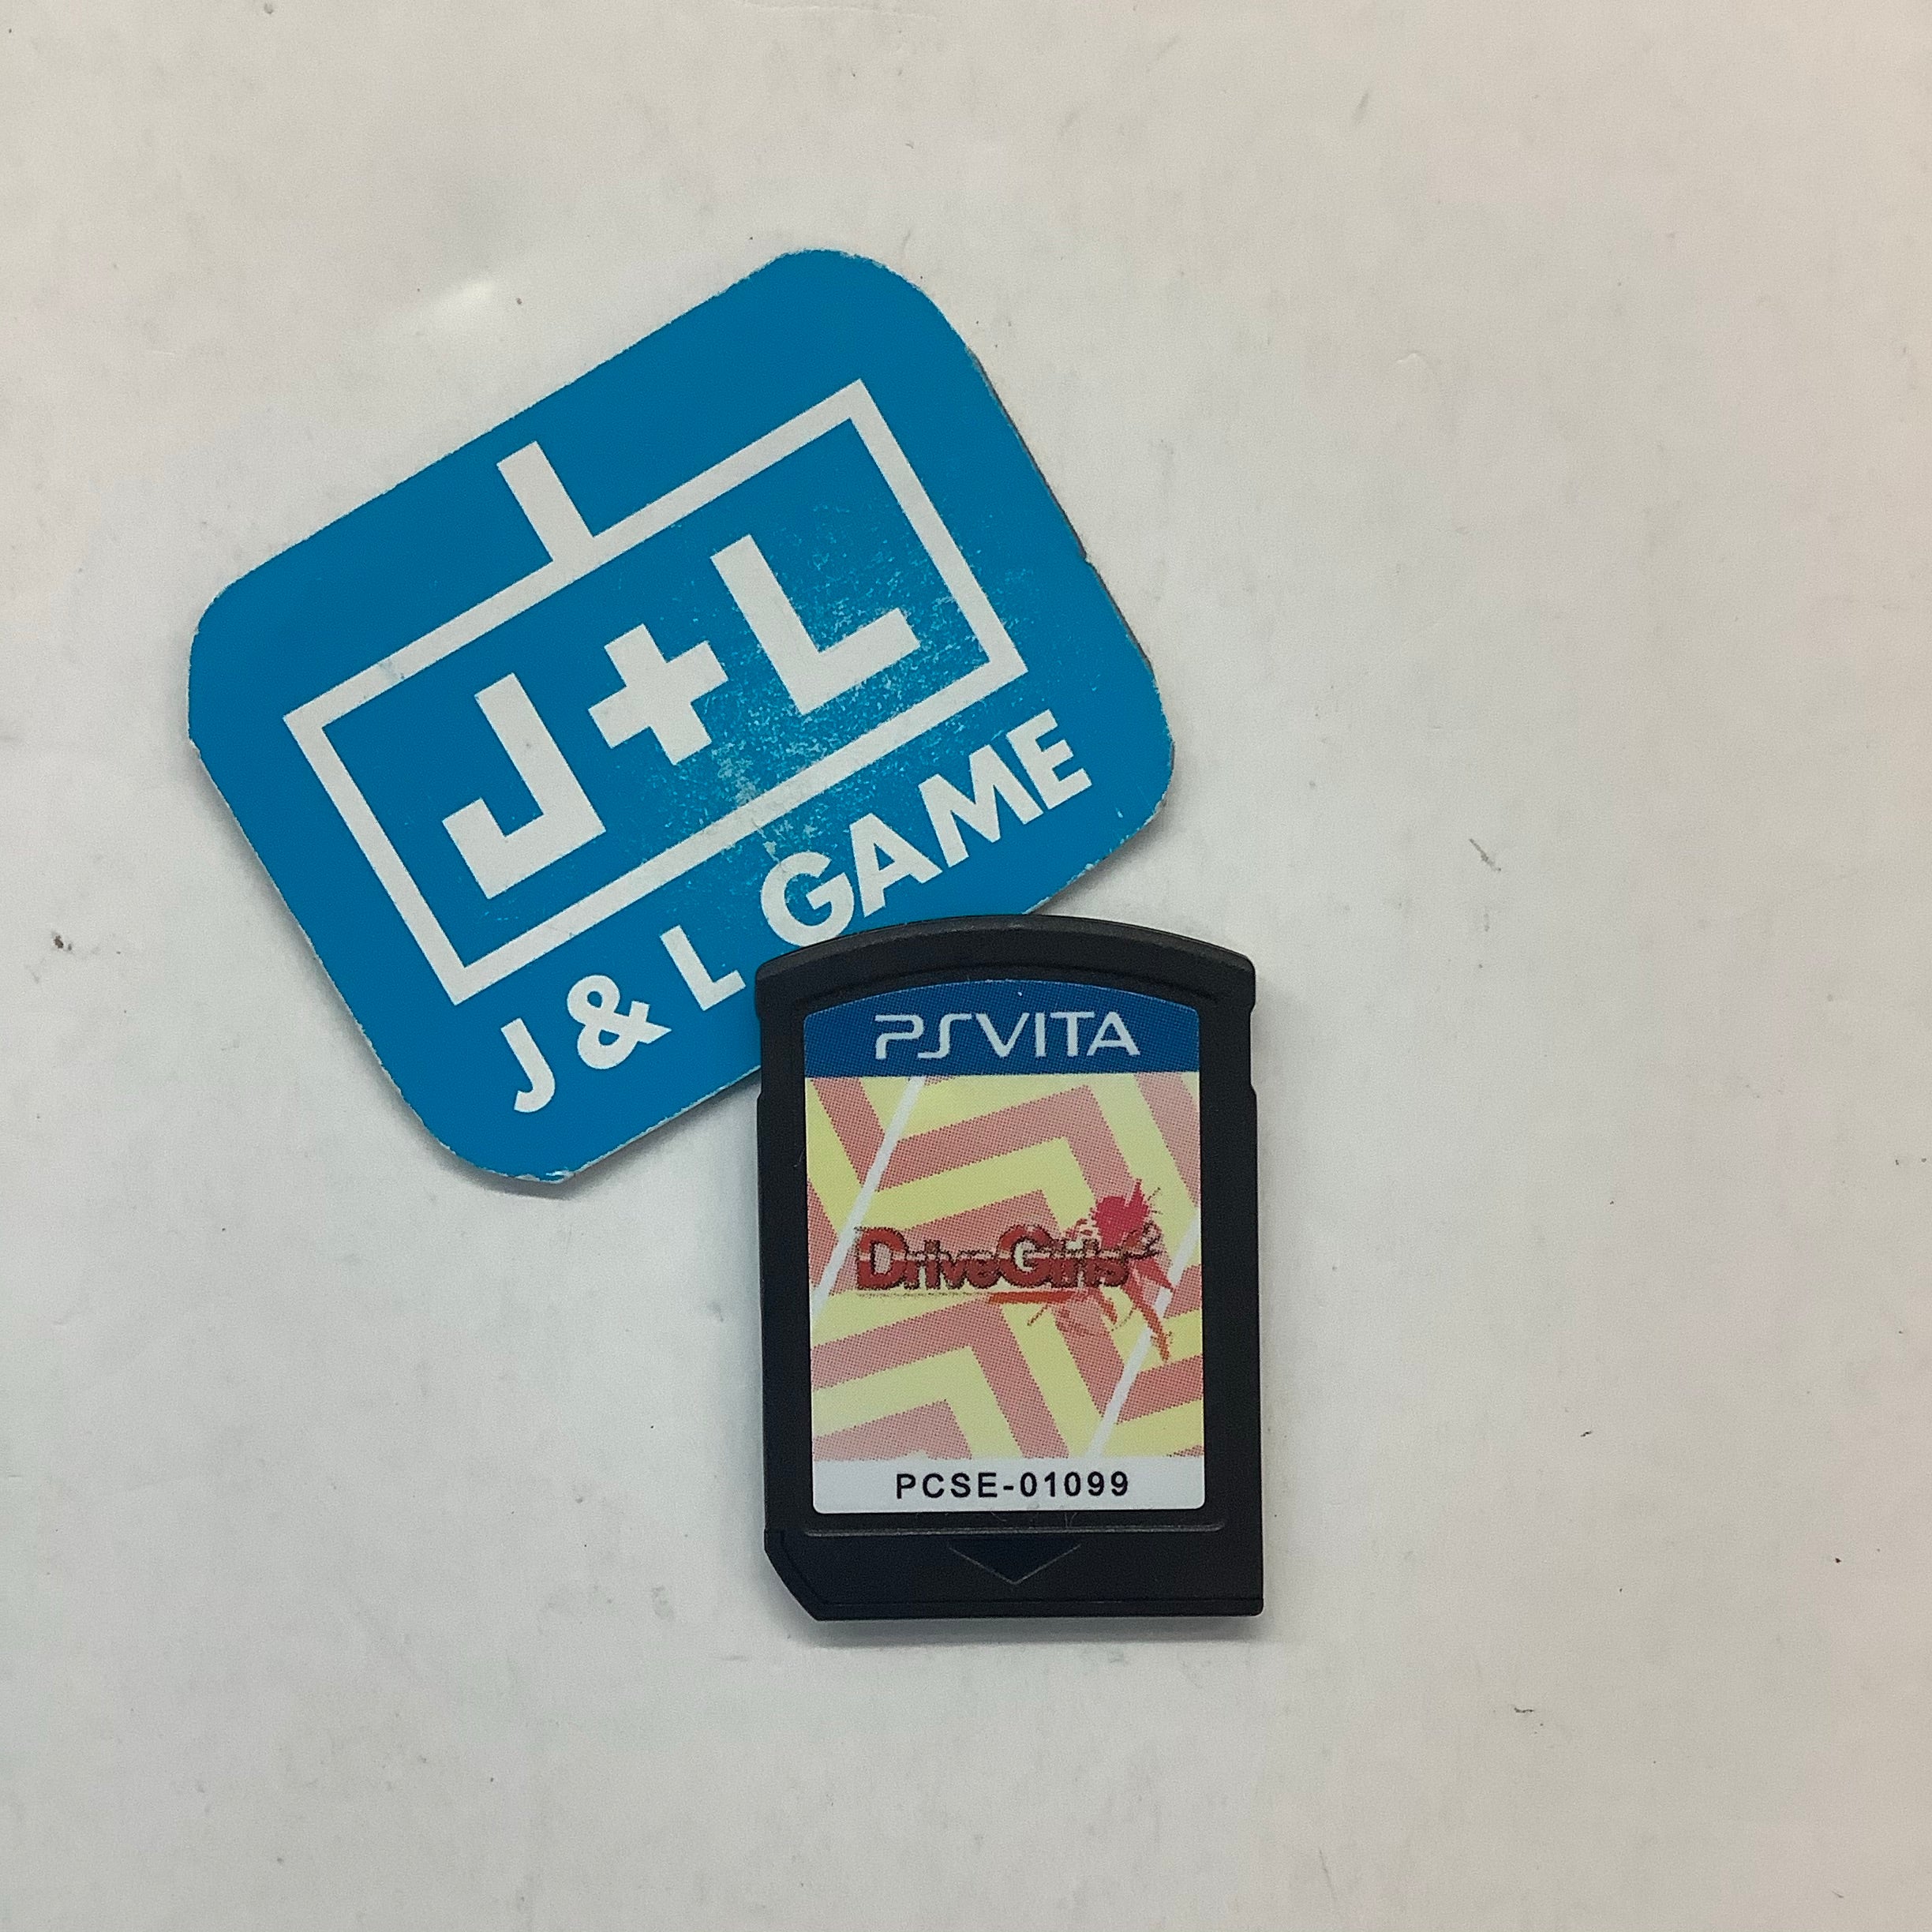 J+L
J & L GAME
PSVITA
DriveGirls
PCSE-01099